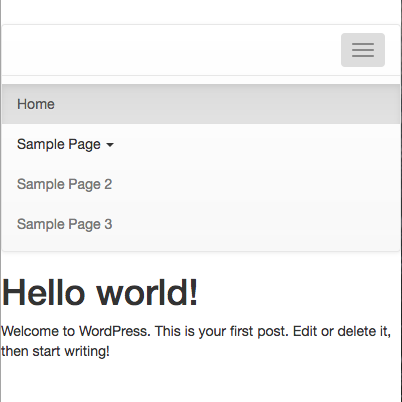 Home
Sample Page
Sample Page 2
Sample Page 3
Hello world!
Welcome to WordPress. This is your first post. Edit or delete it,
then start writing!